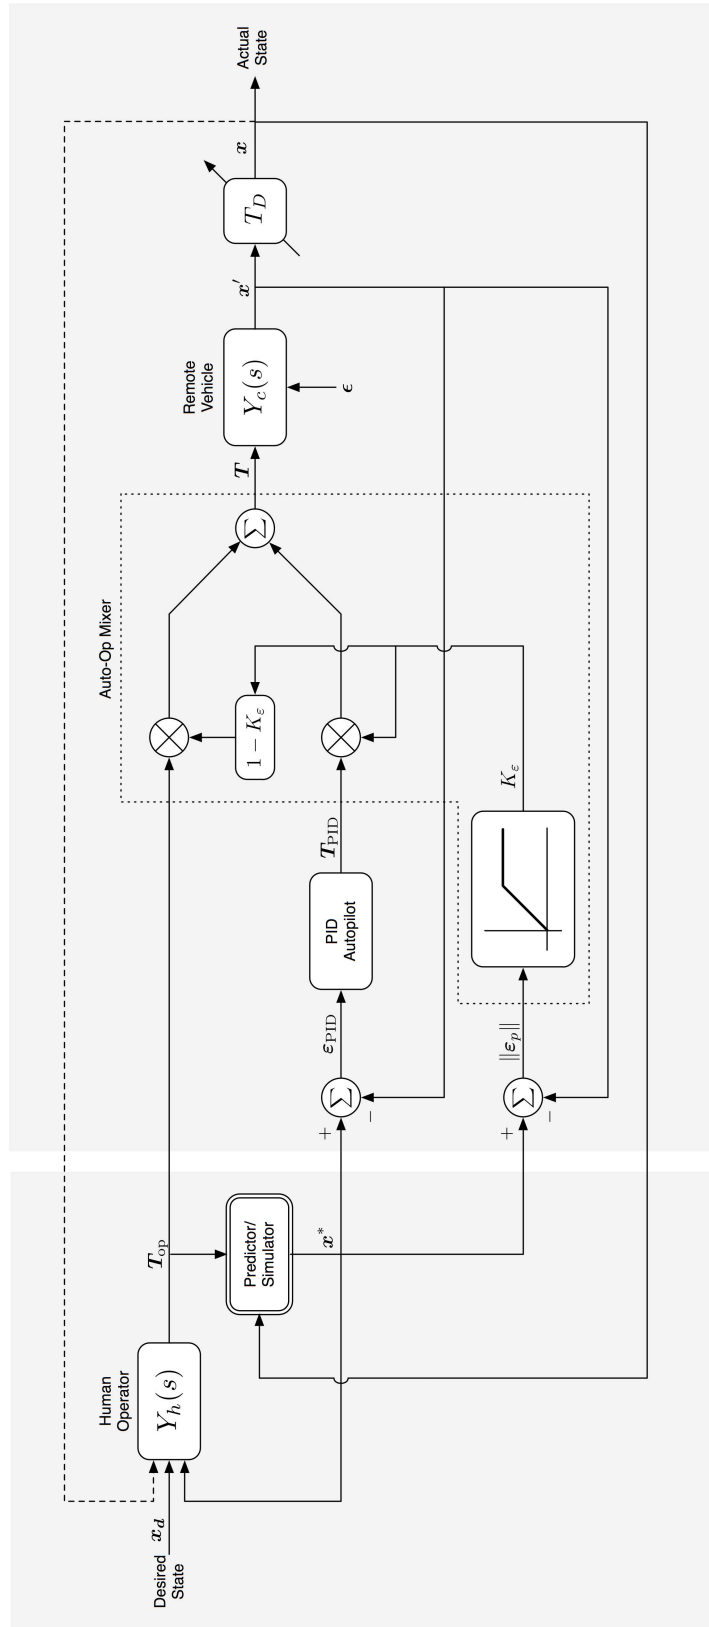 Desired
State
x_d
Human
Operator
Y_h(s)
T_op
Predictor/
Simulator
x*
+
−
Σ
ε_PID
PID
Autopilot
T_PID
+
−
Σ
‖ε_p‖
K_ε
Auto-Op Mixer
1 − K_ε
Σ
T
Remote
Vehicle
Y_c(s)
ϵ
x′
T_D
x
Actual
State